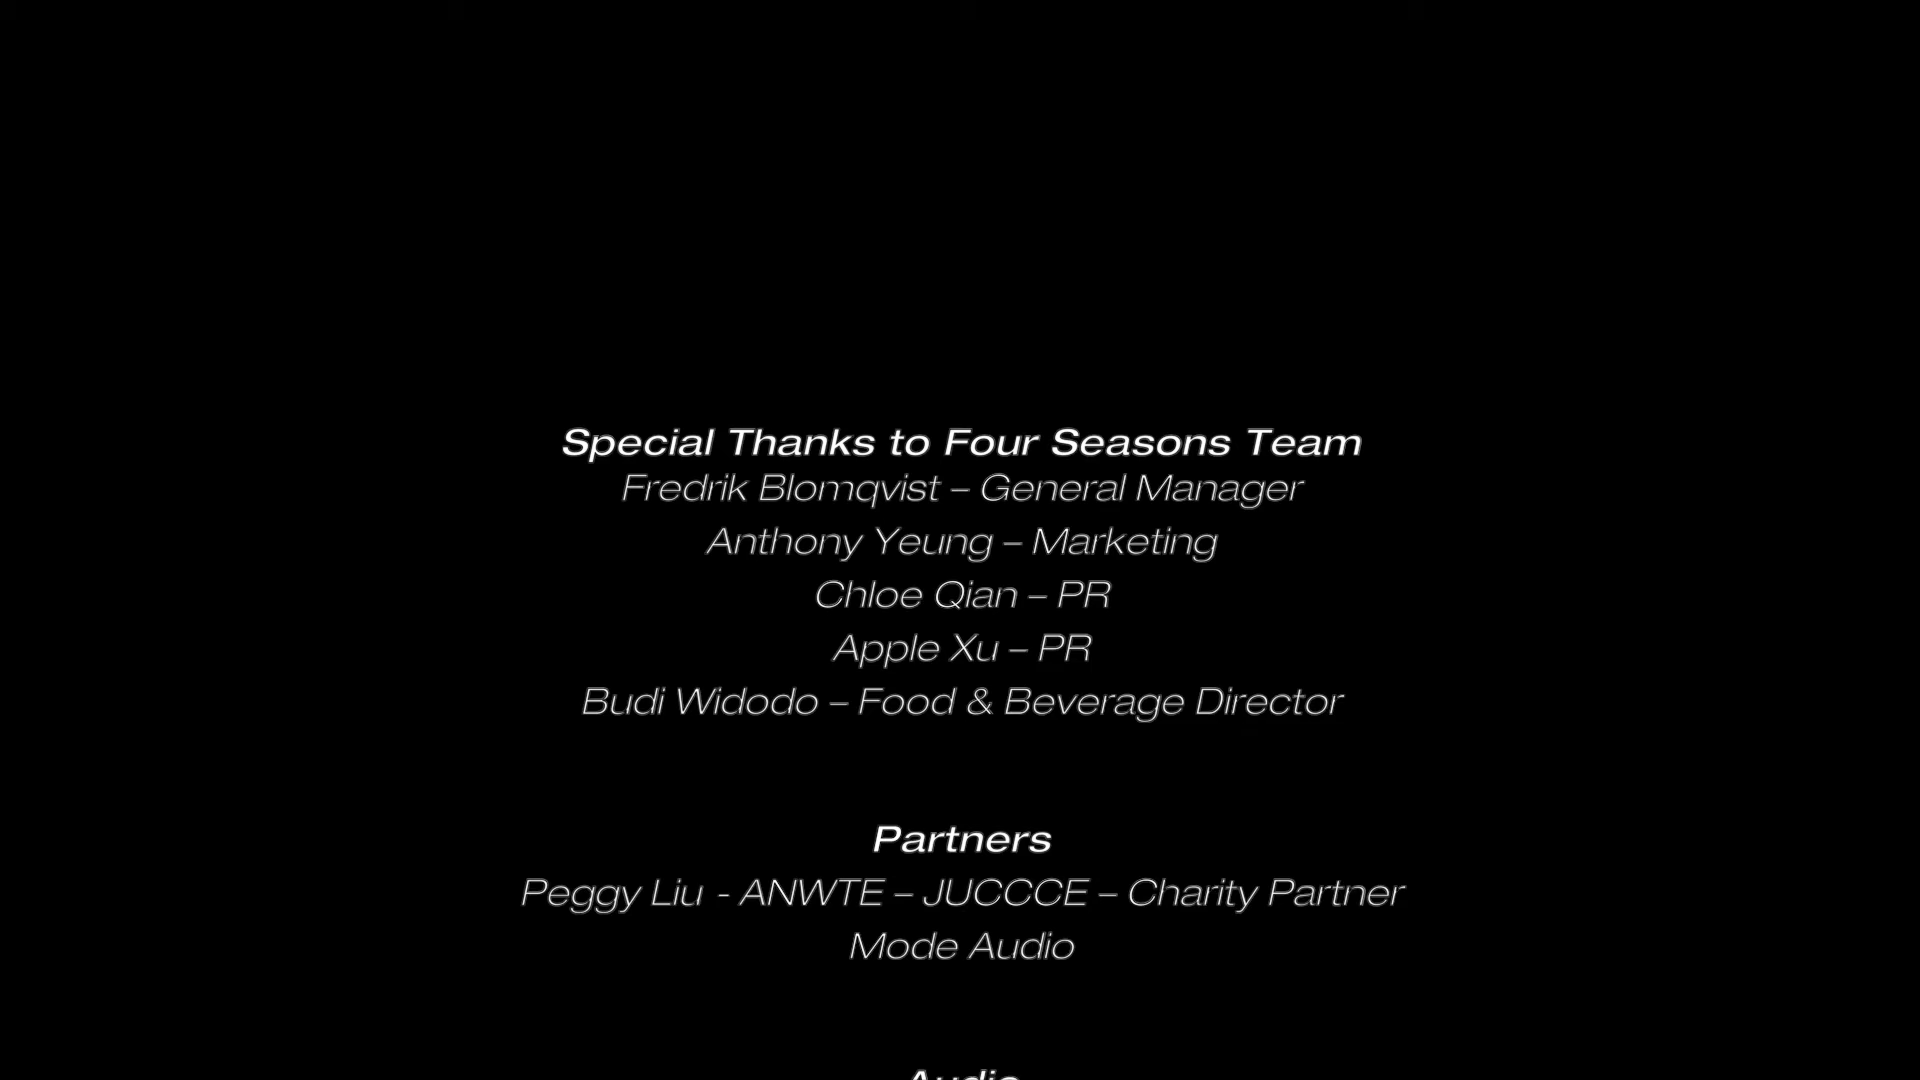 Special Thanks to Four Seasons Team
Fredrik Blomqvist – General Manager
Anthony Yeung – Marketing
Chloe Qian – PR
Apple Xu – PR
Budi Widodo – Food & Beverage Director
Partners
Peggy Liu - ANWTE – JUCCCE – Charity Partner
Mode Audio
Audio